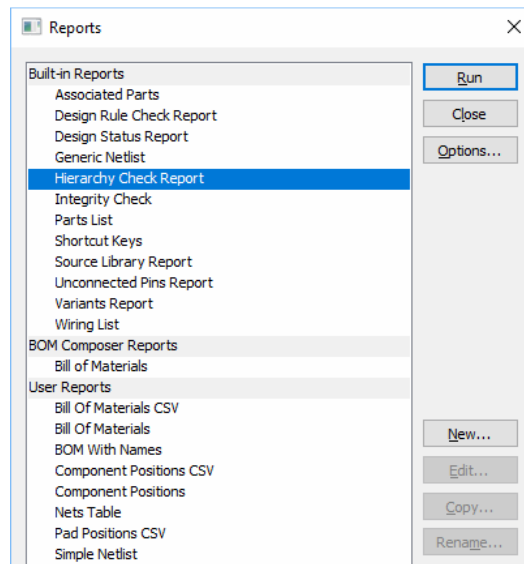 Reports
Built-in Reports
Associated Parts
Design Rule Check Report
Design Status Report
Generic Netlist
Hierarchy Check Report
Integrity Check
Parts List
Shortcut Keys
Source Library Report
Unconnected Pins Report
Variants Report
Wiring List
BOM Composer Reports
Bill of Materials
User Reports
Bill Of Materials CSV
Bill Of Materials
BOM With Names
Component Positions CSV
Component Positions
Nets Table
Pad Positions CSV
Simple Netlist
Run
Close
Options...
New...
Edit...
Copy...
Rename...